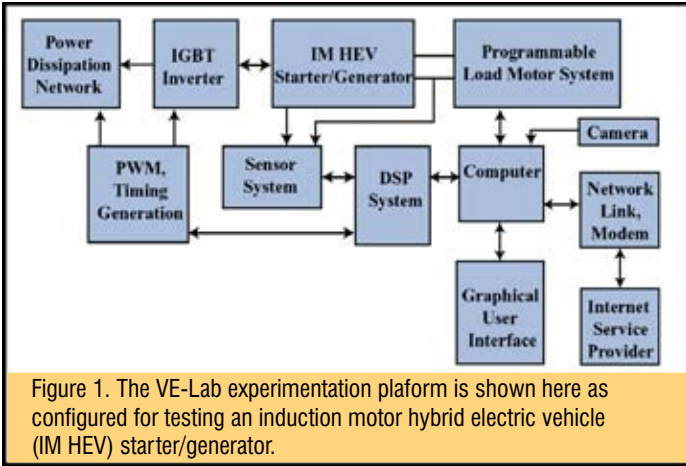 Power
Dissipation
Network
IGBT
Inverter
IM HEV
Starter/Generator
Programmable
Load Motor System
Camera
PWM,
Timing
Generation
Sensor
System
DSP
System
Computer
Network
Link,
Modem
Graphical
User
Interface
Internet
Service
Provider
Figure 1. The VE-Lab experimentation plaform is shown here as
configured for testing an induction motor hybrid electric vehicle
(IM HEV) starter/generator.